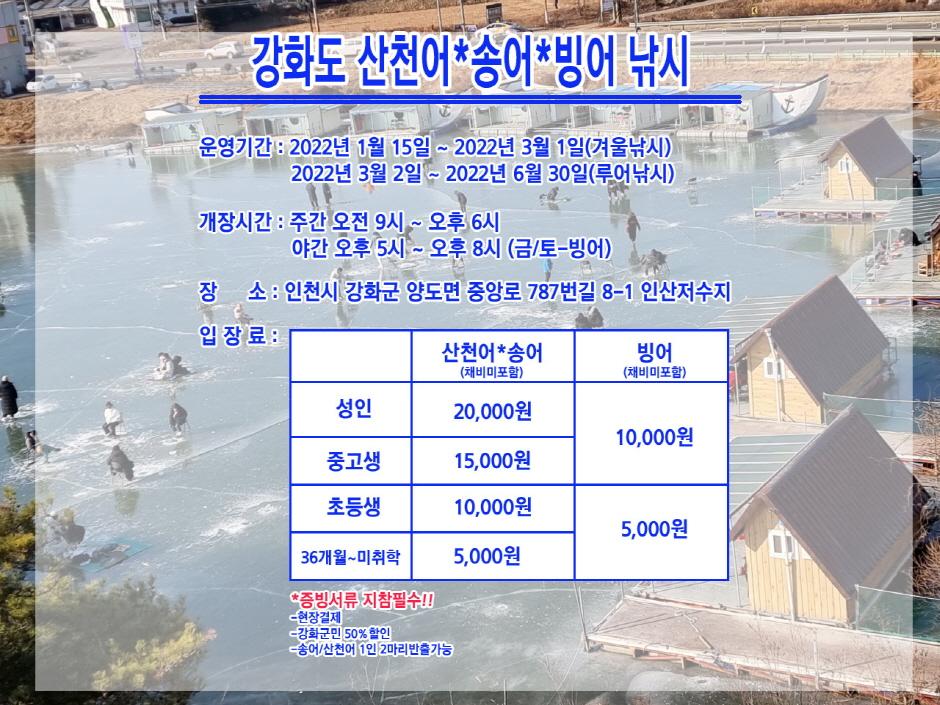 강화도 산천어*송어*빙어 낚시
운영기간 : 2022년 1월 15일 ~ 2022년 3월 1일(겨울낚시)
2022년 3월 2일 ~ 2022년 6월 30일(루어낚시)
개장시간 : 주간 오전 9시 ~ 오후 6시
야간 오후 5시 ~ 오후 8시 (금/토-빙어)
장 소 : 인천시 강화군 양도면 중앙로 787번길 8-1 인산저수지
입 장 료 :
산천어*송어 빙어
(채비미포함) (채비미포함)
성인 20,000원 10,000원
중고생 15,000원
초등생 10,000원 5,000원
36개월~미취학 5,000원
*증빙서류 지참필수!!
-현장결제
-강화군민 50%할인
-송어/산천어 1인 2마리반출가능